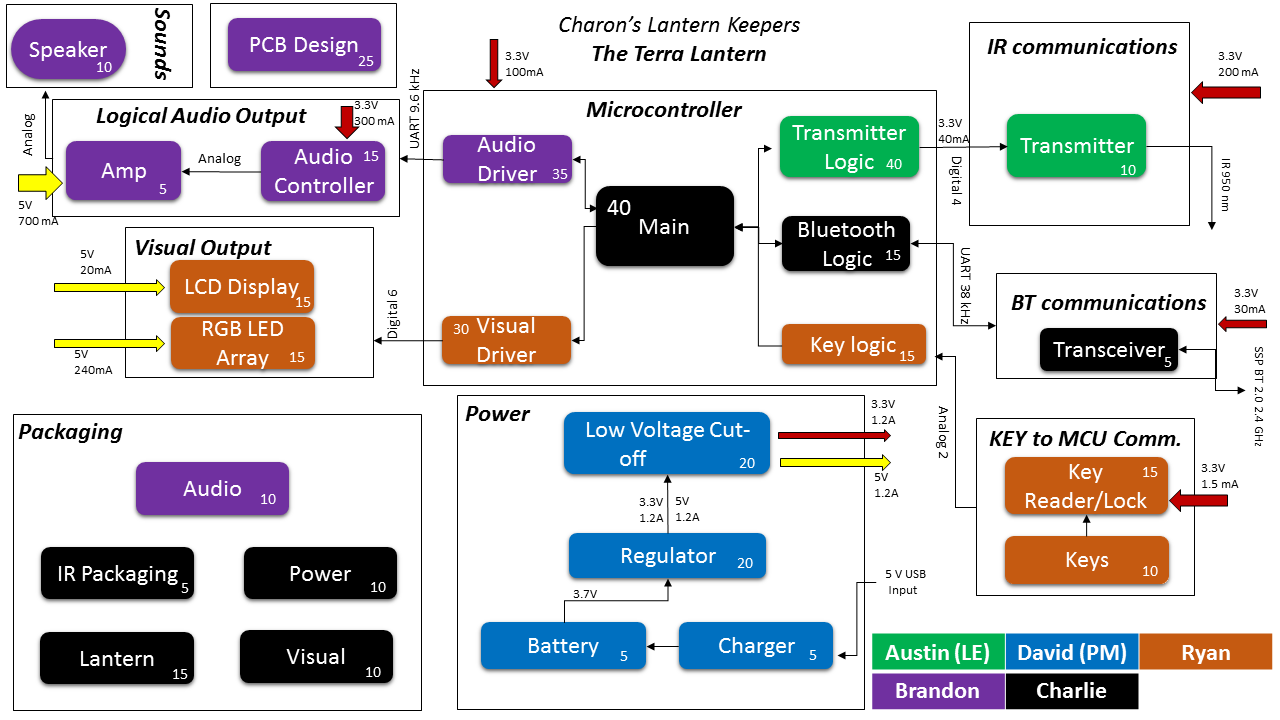 Charon's Lantern Keepers
The Terra Lantern
Speaker
10
Sounds
PCB Design
25
Analog
Logical Audio Output
3.3V
300 mA
Amp
5
Analog
Audio
Controller
15
5V
700 mA
UART 9.6 kHz
3.3V
100mA
Microcontroller
Audio
Driver
35
40
Main
Transmitter
Logic
40
Bluetooth
Logic
15
Key logic
15
30
Visual
Driver
3.3V
40mA
Digital 4
IR communications
3.3V
200 mA
Transmitter
10
IR 950 nm
Visual Output
5V
20mA
LCD Display
15
RGB LED
Array
15
5V
240mA
Digital 6
UART 38 kHz
BT communications
3.3V
30mA
Transceiver
5
SSP BT 2.0 2.4 GHz
Packaging
Audio
10
IR Packaging
5
Power
10
Lantern
15
Visual
10
Power
Low Voltage Cut-
off
20
3.3V
1.2A
5V
1.2A
3.3V
1.2A
5V
1.2A
Regulator
20
3.7V
Battery
5
Charger
5
5 V USB
Input
Analog 2
KEY to MCU Comm.
Key
Reader/Lock
15
3.3V
1.5 mA
Keys
10
Austin (LE)
David (PM)
Ryan
Brandon
Charlie